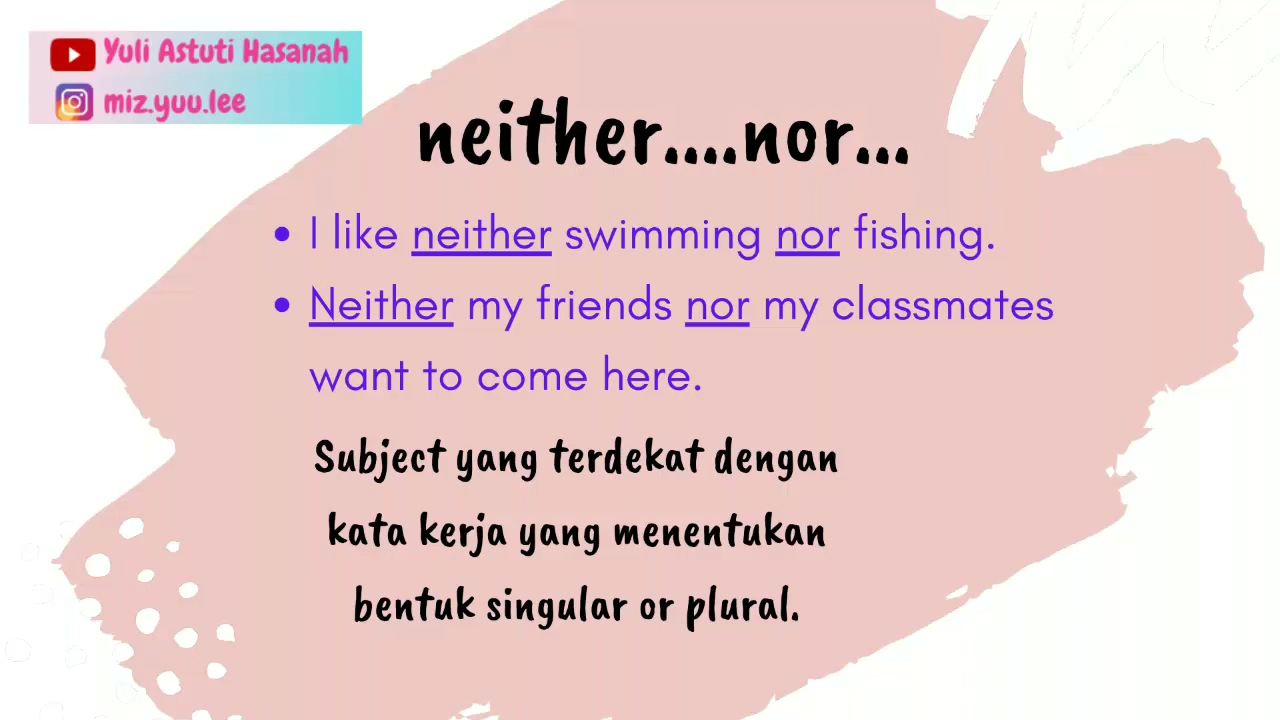 Yuli Astuti Hasanah
miz.yuu.lee
neither....nor...
• I like neither swimming nor fishing.
• Neither my friends nor my classmates
want to come here.
Subject yang terdekat dengan
kata kerja yang menentukan
bentuk singular or plural.